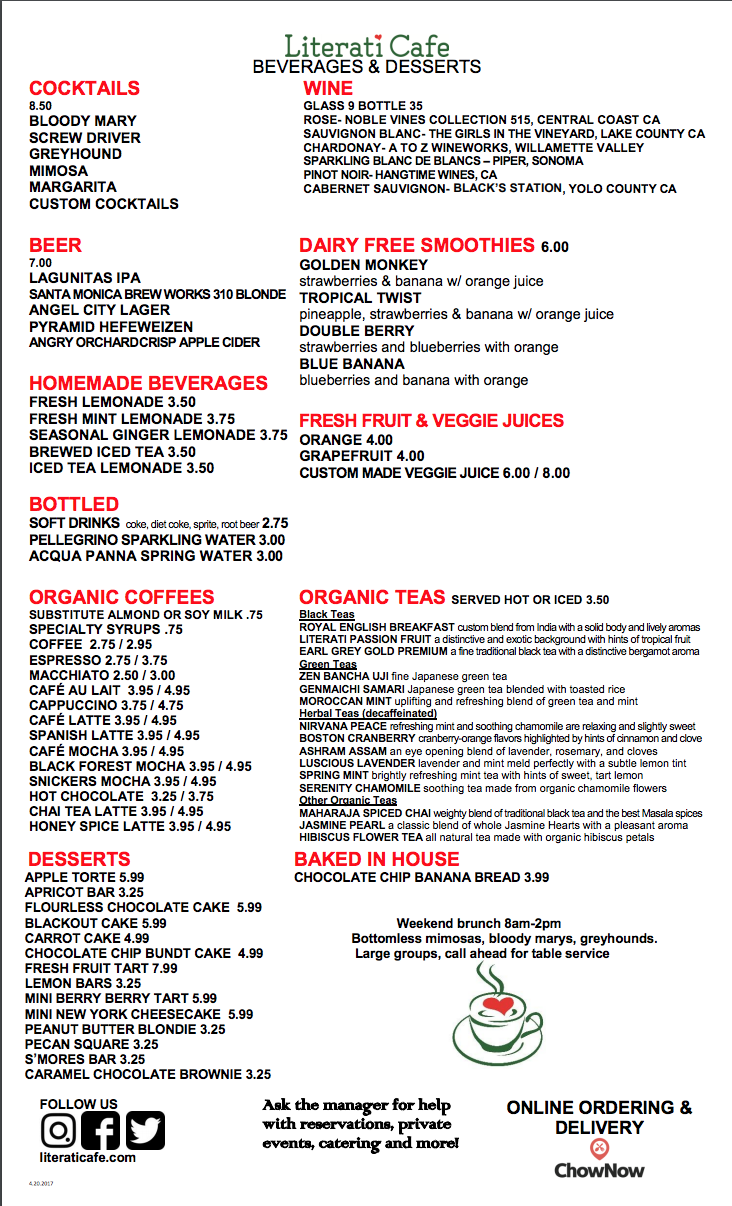 Literati Cafe
BEVERAGES & DESSERTS
COCKTAILS
8.50
BLOODY MARY
SCREW DRIVER
GREYHOUND
MIMOSA
MARGARITA
CUSTOM COCKTAILS
WINE
GLASS 9 BOTTLE 35
ROSE- NOBLE VINES COLLECTION 515, CENTRAL COAST CA
SAUVIGNON BLANC- THE GIRLS IN THE VINEYARD, LAKE COUNTY CA
CHARDONAY- A TO Z WINEWORKS, WILLAMETTE VALLEY
SPARKLING BLANC DE BLANCS – PIPER, SONOMA
PINOT NOIR- HANGTIME WINES, CA
CABERNET SAUVIGNON- BLACK'S STATION, YOLO COUNTY CA
BEER
7.00
LAGUNITAS IPA
SANTA MONICA BREW WORKS 310 BLONDE
ANGEL CITY LAGER
PYRAMID HEFEWEIZEN
ANGRY ORCHARD CRISP APPLE CIDER
DAIRY FREE SMOOTHIES 6.00
GOLDEN MONKEY
strawberries & banana w/ orange juice
TROPICAL TWIST
pineapple, strawberries & banana w/ orange juice
DOUBLE BERRY
strawberries and blueberries with orange
BLUE BANANA
blueberries and banana with orange
HOMEMADE BEVERAGES
FRESH LEMONADE 3.50
FRESH MINT LEMONADE 3.75
SEASONAL GINGER LEMONADE 3.75
BREWED ICED TEA 3.50
ICED TEA LEMONADE 3.50
FRESH FRUIT & VEGGIE JUICES
ORANGE 4.00
GRAPEFRUIT 4.00
CUSTOM MADE VEGGIE JUICE 6.00 / 8.00
BOTTLED
SOFT DRINKS coke, diet coke, sprite, root beer 2.75
PELLEGRINO SPARKLING WATER 3.00
ACQUA PANNA SPRING WATER 3.00
ORGANIC COFFEES
SUBSTITUTE ALMOND OR SOY MILK .75
SPECIALTY SYRUPS .75
COFFEE 2.75 / 2.95
ESPRESSO 2.75 / 3.75
MACCHIATO 2.50 / 3.00
CAFÉ AU LAIT 3.95 / 4.95
CAPPUCCINO 3.75 / 4.75
CAFÉ LATTE 3.95 / 4.95
SPANISH LATTE 3.95 / 4.95
CAFÉ MOCHA 3.95 / 4.95
BLACK FOREST MOCHA 3.95 / 4.95
SNICKERS MOCHA 3.95 / 4.95
HOT CHOCOLATE 3.25 / 3.75
CHAI TEA LATTE 3.95 / 4.95
HONEY SPICE LATTE 3.95 / 4.95
ORGANIC TEAS SERVED HOT OR ICED 3.50
Black Teas
ROYAL ENGLISH BREAKFAST custom blend from India with a solid body and lively aromas
LITERATI PASSION FRUIT a distinctive and exotic background with hints of tropical fruit
EARL GREY GOLD PREMIUM a fine traditional black tea with a distinctive bergamot aroma
Green Teas
ZEN BANCHA UJI fine Japanese green tea
GENMAICHI SAMARI Japanese green tea blended with toasted rice
MOROCCAN MINT uplifting and refreshing blend of green tea and mint
Herbal Teas (decaffeinated)
NIRVANA PEACE refreshing mint and soothing chamomile are relaxing and slightly sweet
BOSTON CRANBERRY cranberry-orange flavors highlighted by hints of cinnamon and clove
ASHRAM ASSAM an eye opening blend of lavender, rosemary, and cloves
LUSCIOUS LAVENDER lavender and mint meld perfectly with a subtle lemon tint
SPRING MINT brightly refreshing mint tea with hints of sweet, tart lemon
SERENITY CHAMOMILE soothing tea made from organic chamomile flowers
Other Organic Teas
MAHARAJA SPICED CHAI weighty blend of traditional black tea and the best Masala spices
JASMINE PEARL a classic blend of whole Jasmine Hearts with a pleasant aroma
HIBISCUS FLOWER TEA all natural tea made with organic hibiscus petals
DESSERTS
APPLE TORTE 5.99
APRICOT BAR 3.25
FLOURLESS CHOCOLATE CAKE 5.99
BLACKOUT CAKE 5.99
CARROT CAKE 4.99
CHOCOLATE CHIP BUNDT CAKE 4.99
FRESH FRUIT TART 7.99
LEMON BARS 3.25
MINI BERRY BERRY TART 5.99
MINI NEW YORK CHEESECAKE 5.99
PEANUT BUTTER BLONDIE 3.25
PECAN SQUARE 3.25
S'MORES BAR 3.25
CARAMEL CHOCOLATE BROWNIE 3.25
BAKED IN HOUSE
CHOCOLATE CHIP BANANA BREAD 3.99
Weekend brunch 8am-2pm
Bottomless mimosas, bloody marys, greyhounds.
Large groups, call ahead for table service
FOLLOW US
literaticafe.com
4.20.2017
Ask the manager for help
with reservations, private
events, catering and more!
ONLINE ORDERING &
DELIVERY
ChowNow